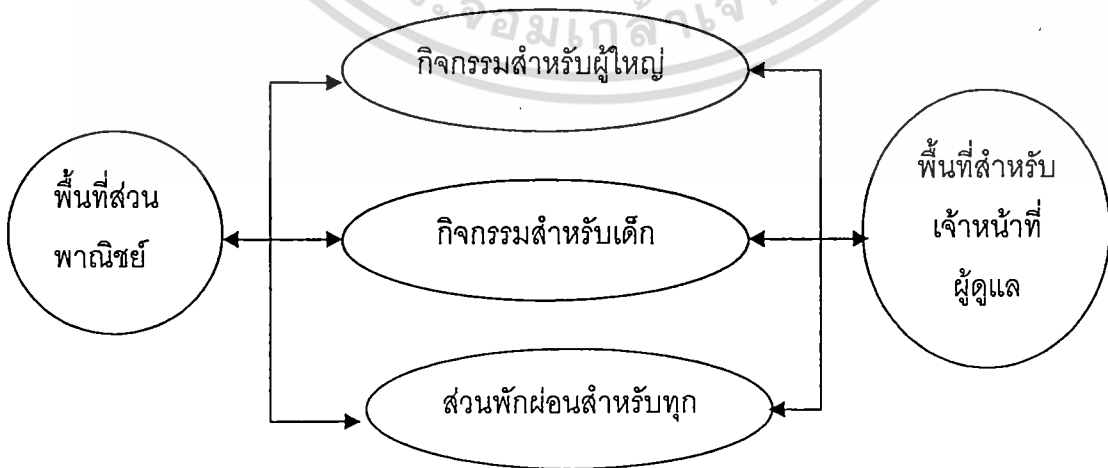 กิจกรรมสำหรับผู้ใหญ่
พื้นที่ส่วน
พาณิชย์
กิจกรรมสำหรับเด็ก
พื้นที่สำหรับ
เจ้าหน้าที่
ผู้ดูแล
ส่วนพักผ่อนสำหรับทุก